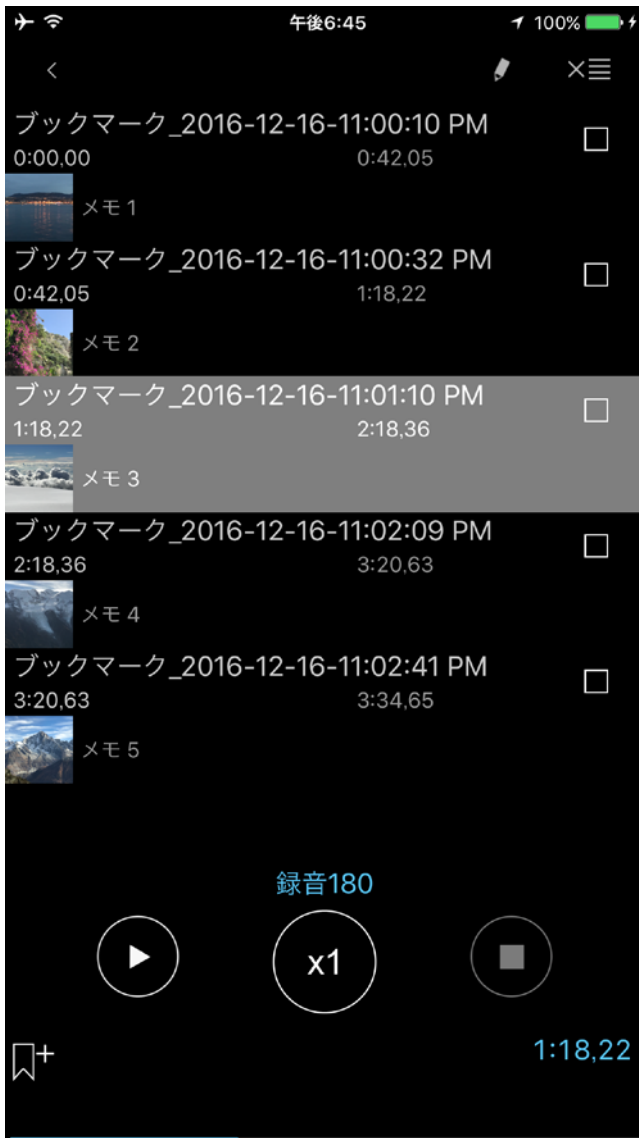 午後6:45 100%
ブックマーク_2016-12-16-11:00:10 PM
0:00,00 0:42,05
メモ 1
ブックマーク_2016-12-16-11:00:32 PM
0:42,05 1:18,22
メモ 2
ブックマーク_2016-12-16-11:01:10 PM
1:18,22 2:18,36
メモ 3
ブックマーク_2016-12-16-11:02:09 PM
2:18,36 3:20,63
メモ 4
ブックマーク_2016-12-16-11:02:41 PM
3:20,63 3:34,65
メモ 5
録音180
x1
1:18,22